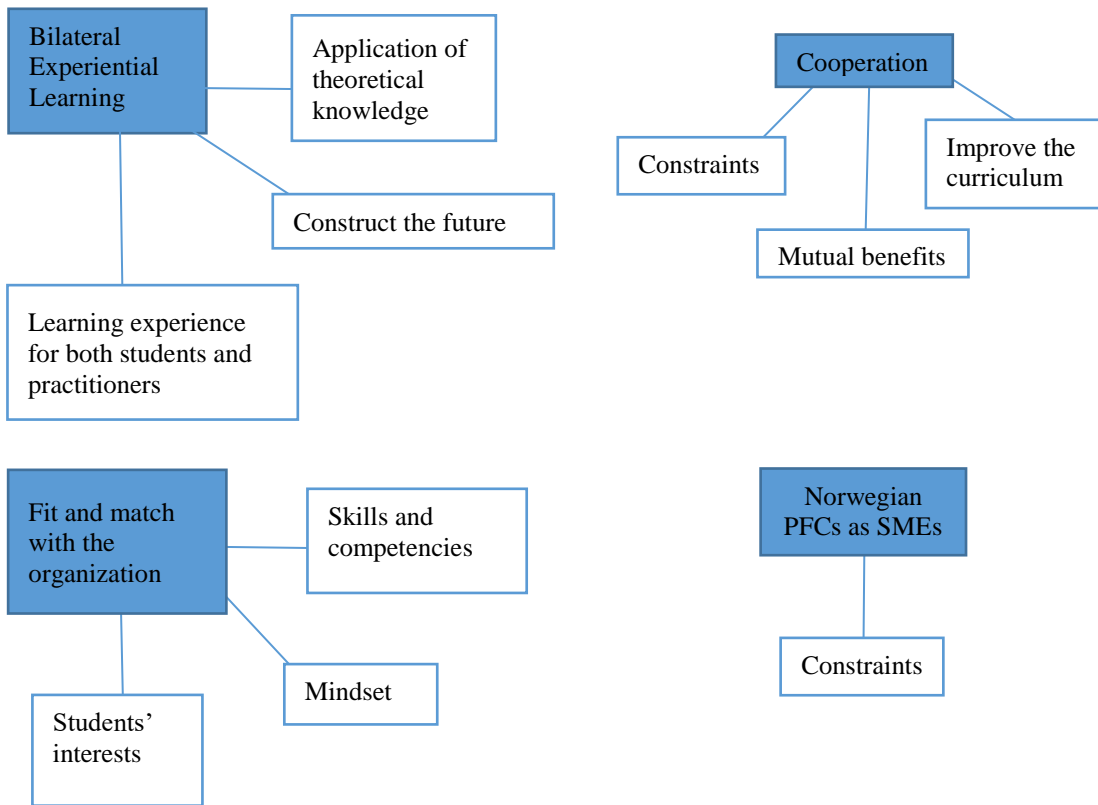 Bilateral
Experiential
Learning
Application of
theoretical
knowledge
Construct the future
Learning experience
for both students and
practitioners
Cooperation
Constraints
Improve the
curriculum
Mutual benefits
Fit and match
with the
organization
Skills and
competencies
Mindset
Students’
interests
Norwegian
PFCs as SMEs
Constraints